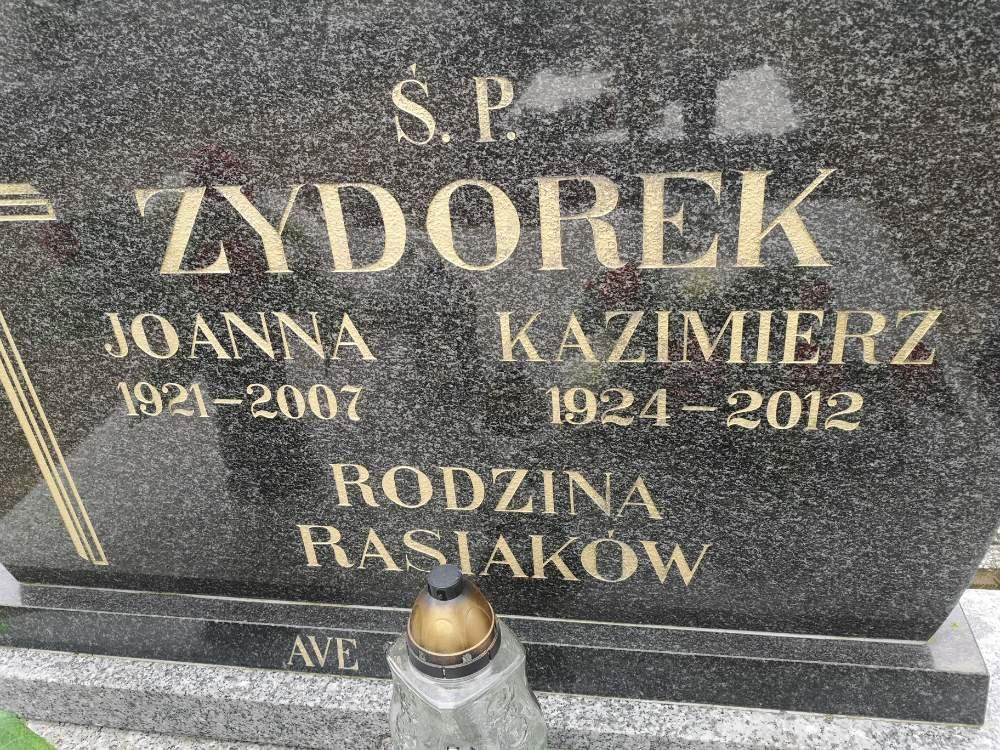 Ś. P.
ZYDOREK
JOANNA KAZIMIERZ
1921-2007 1924-2012
RODZINA
RASIAKÓW
AVE